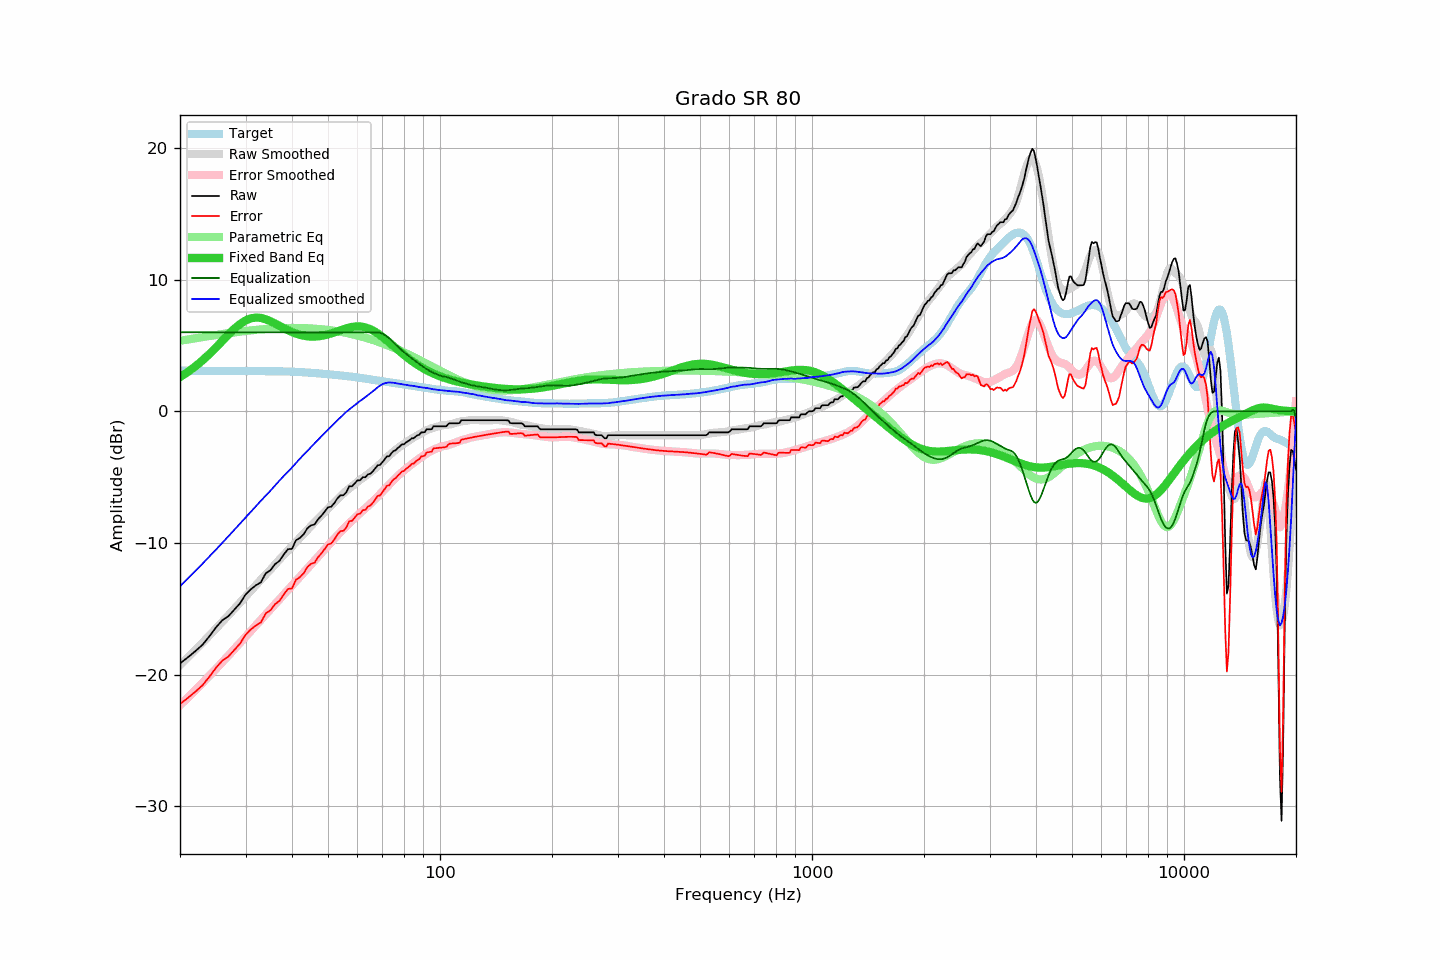 Grado SR 80
Target
Raw Smoothed
Error Smoothed
Raw
Error
Parametric Eq
Fixed Band Eq
Equalization
Equalized smoothed
20
10
0
−10
−20
−30
Amplitude (dBr)
100
1000
10000
Frequency (Hz)